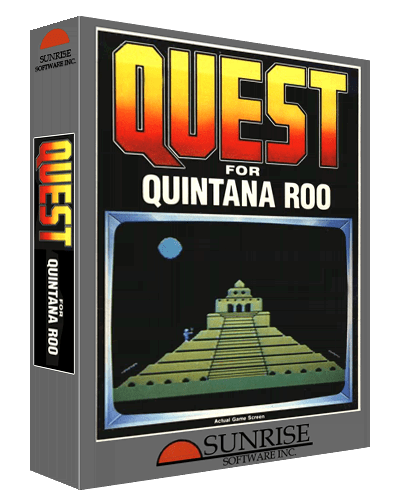 SUNRISE
SOFTWARE INC.
QUEST
FOR
QUINTANA ROO
QUEST
FOR
QUINTANA ROO
Actual Game Screen
SUNRISE
SOFTWARE INC.